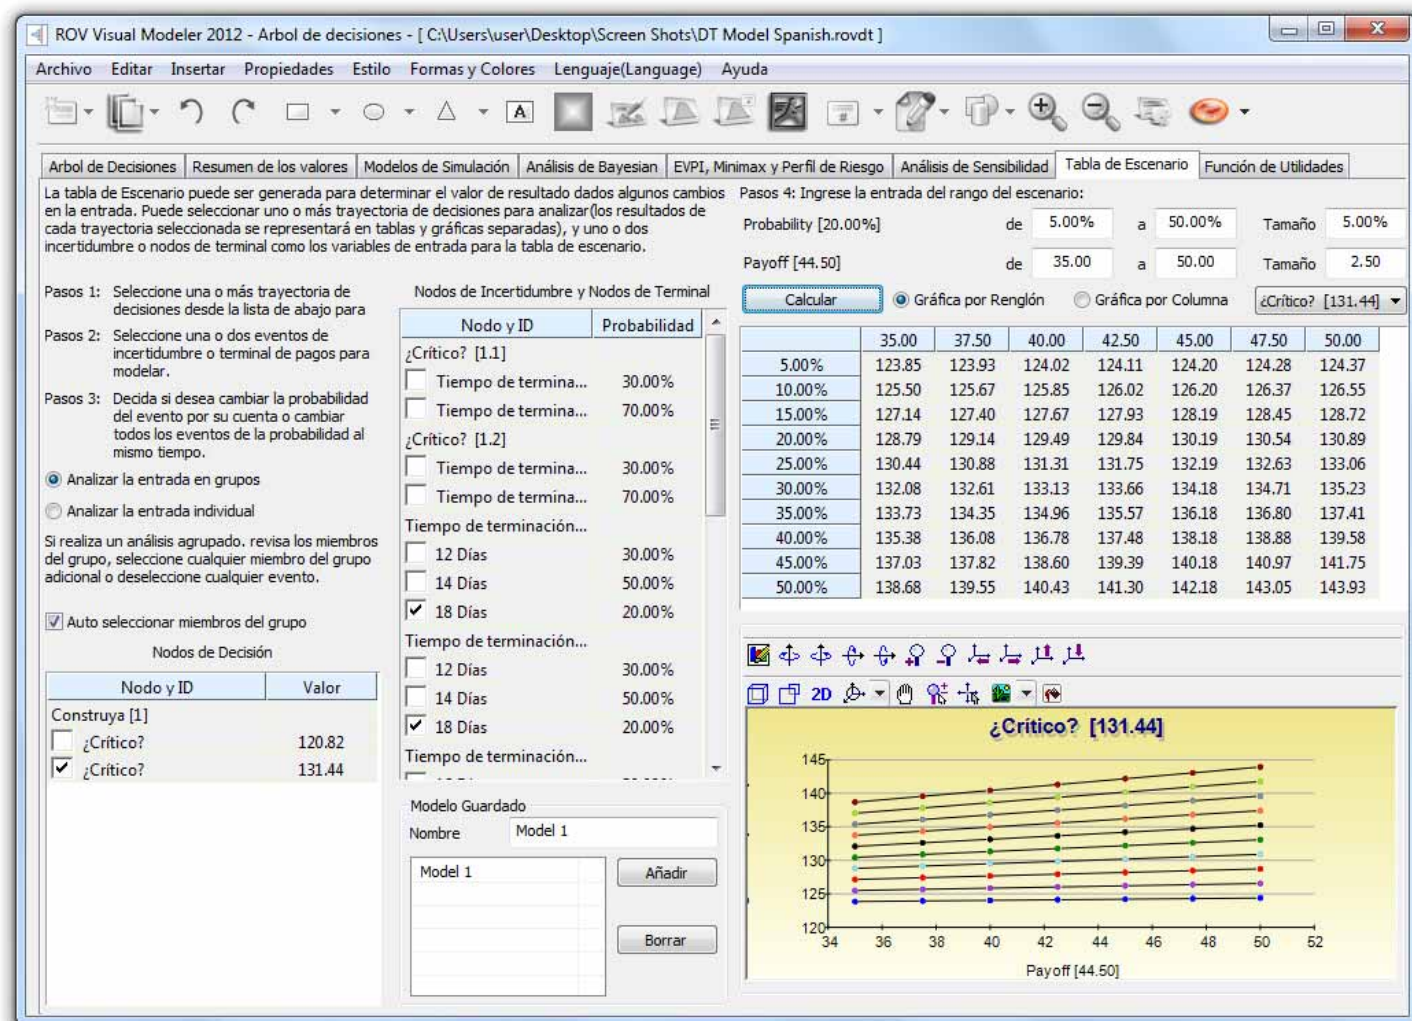 ROV Visual Modeler 2012 - Arbol de decisiones - [ C:\Users\user\Desktop\Screen Shots\DT Model Spanish.rovdt ]
Archivo Editar Insertar Propiedades Estilo Formas y Colores Lenguaje(Language) Ayuda
A
Arbol de Decisiones Resumen de los valores Modelos de Simulación Análisis de Bayesian EVPI, Minimax y Perfil de Riesgo Análisis de Sensibilidad Tabla de Escenario Función de Utilidades
La tabla de Escenario puede ser generada para determinar el valor de resultado dados algunos cambios
en la entrada. Puede seleccionar uno o más trayectoria de decisiones para analizar(los resultados de
cada trayectoria seleccionada se representará en tablas y gráficas separadas), y uno o dos
incertidumbre o nodos de terminal como los variables de entrada para la tabla de escenario.
Pasos 1: Seleccione una o más trayectoria de
decisiones desde la lista de abajo para
Pasos 2: Seleccione una o dos eventos de
incertidumbre o terminal de pagos para
modelar.
Pasos 3: Decida si desea cambiar la probabilidad
del evento por su cuenta o cambiar
todos los eventos de la probabilidad al
mismo tiempo.
Analizar la entrada en grupos
Analizar la entrada individual
Si realiza un análisis agrupado. revisa los miembros
del grupo, seleccione cualquier miembro del grupo
adicional o deseleccione cualquier evento.
Auto seleccionar miembros del grupo
Nodos de Decisión
Nodo y ID Valor
Construya [1]
¿Crítico? 120.82
¿Crítico? 131.44
Nodos de Incertidumbre y Nodos de Terminal
Nodo y ID Probabilidad
¿Crítico? [1.1]
Tiempo de termina... 30.00%
Tiempo de termina... 70.00%
¿Crítico? [1.2]
Tiempo de termina... 30.00%
Tiempo de termina... 70.00%
Tiempo de terminación...
12 Días 30.00%
14 Días 50.00%
18 Días 20.00%
Tiempo de terminación...
12 Días 30.00%
14 Días 50.00%
18 Días 20.00%
Tiempo de terminación...
Modelo Guardado
Nombre Model 1
Model 1
Añadir
Borrar
Pasos 4: Ingrese la entrada del rango del escenario:
Probability [20.00%] de 5.00% a 50.00% Tamaño 5.00%
Payoff [44.50] de 35.00 a 50.00 Tamaño 2.50
Calcular Gráfica por Renglón Gráfica por Columna ¿Crítico? [131.44]
35.00 37.50 40.00 42.50 45.00 47.50 50.00
5.00% 123.85 123.93 124.02 124.11 124.20 124.28 124.37
10.00% 125.50 125.67 125.85 126.02 126.20 126.37 126.55
15.00% 127.14 127.40 127.67 127.93 128.19 128.45 128.72
20.00% 128.79 129.14 129.49 129.84 130.19 130.54 130.89
25.00% 130.44 130.88 131.31 131.75 132.19 132.63 133.06
30.00% 132.08 132.61 133.13 133.66 134.18 134.71 135.23
35.00% 133.73 134.35 134.96 135.57 136.18 136.80 137.41
40.00% 135.38 136.08 136.78 137.48 138.18 138.88 139.58
45.00% 137.03 137.82 138.60 139.39 140.18 140.97 141.75
50.00% 138.68 139.55 140.43 141.30 142.18 143.05 143.93
2D
¿Crítico? [131.44]
145
140
135
130
125
120
34 36 38 40 42 44 46 48 50 52
Payoff [44.50]